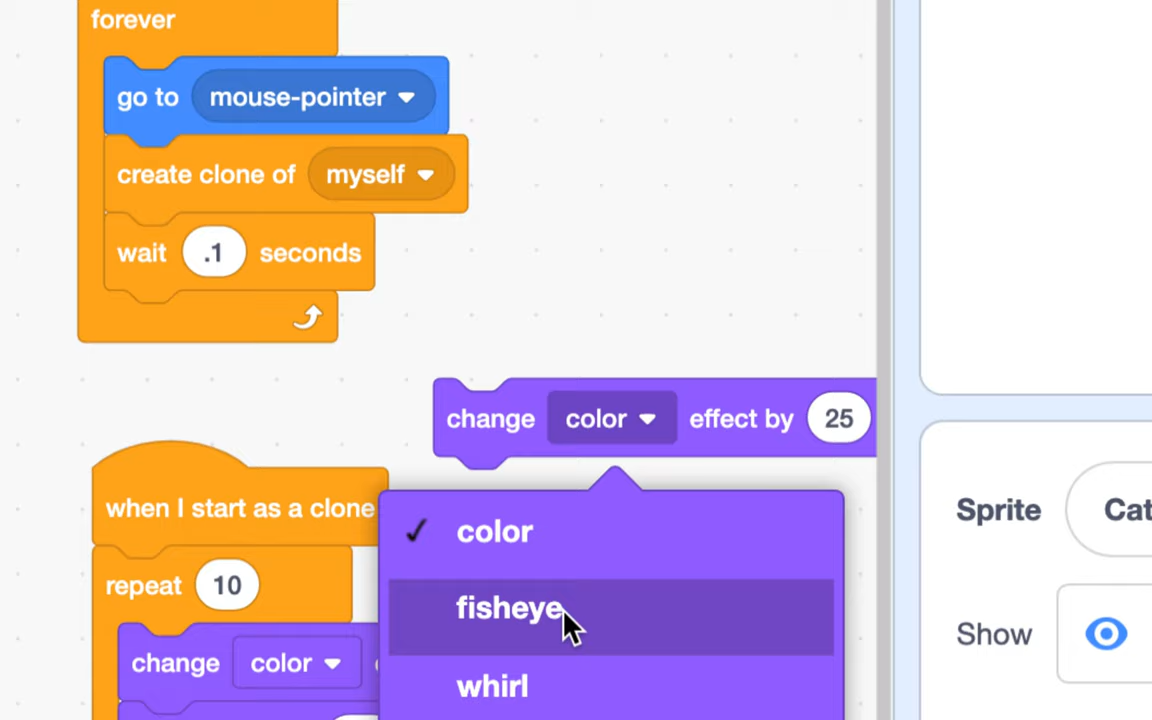 forever
go to mouse-pointer
create clone of myself
wait .1 seconds
change color effect by 25
when I start as a clone
color
repeat 10
fisheye
change color
whirl
Sprite Cat
Show